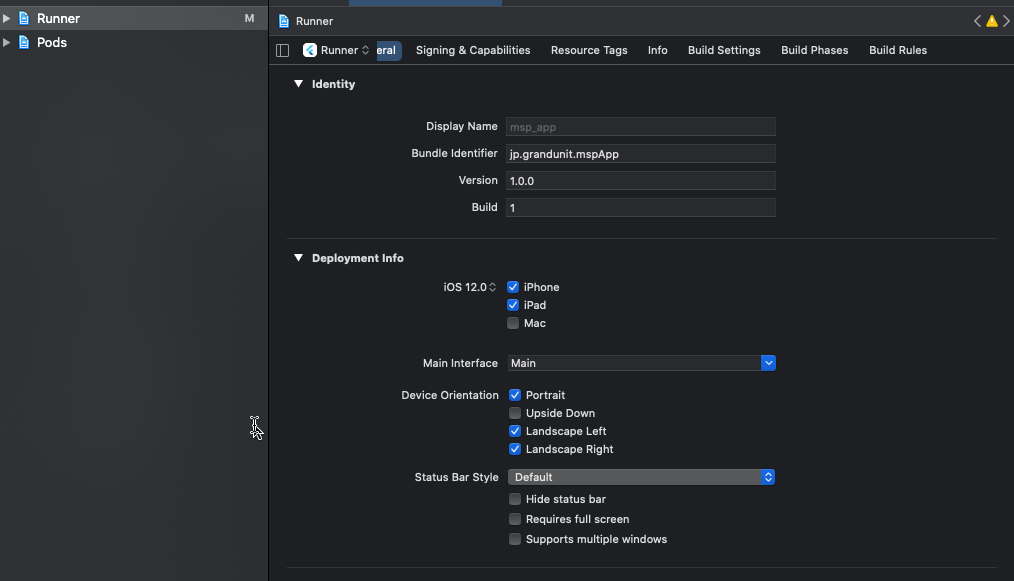 Runner M
Pods
Runner
Runner eral Signing & Capabilities Resource Tags Info Build Settings Build Phases Build Rules
Identity
Display Name msp_app
Bundle Identifier jp.grandunit.mspApp
Version 1.0.0
Build 1
Deployment Info
iOS 12.0 iPhone
iPad
Mac
Main Interface Main
Device Orientation Portrait
Upside Down
Landscape Left
Landscape Right
Status Bar Style Default
Hide status bar
Requires full screen
Supports multiple windows